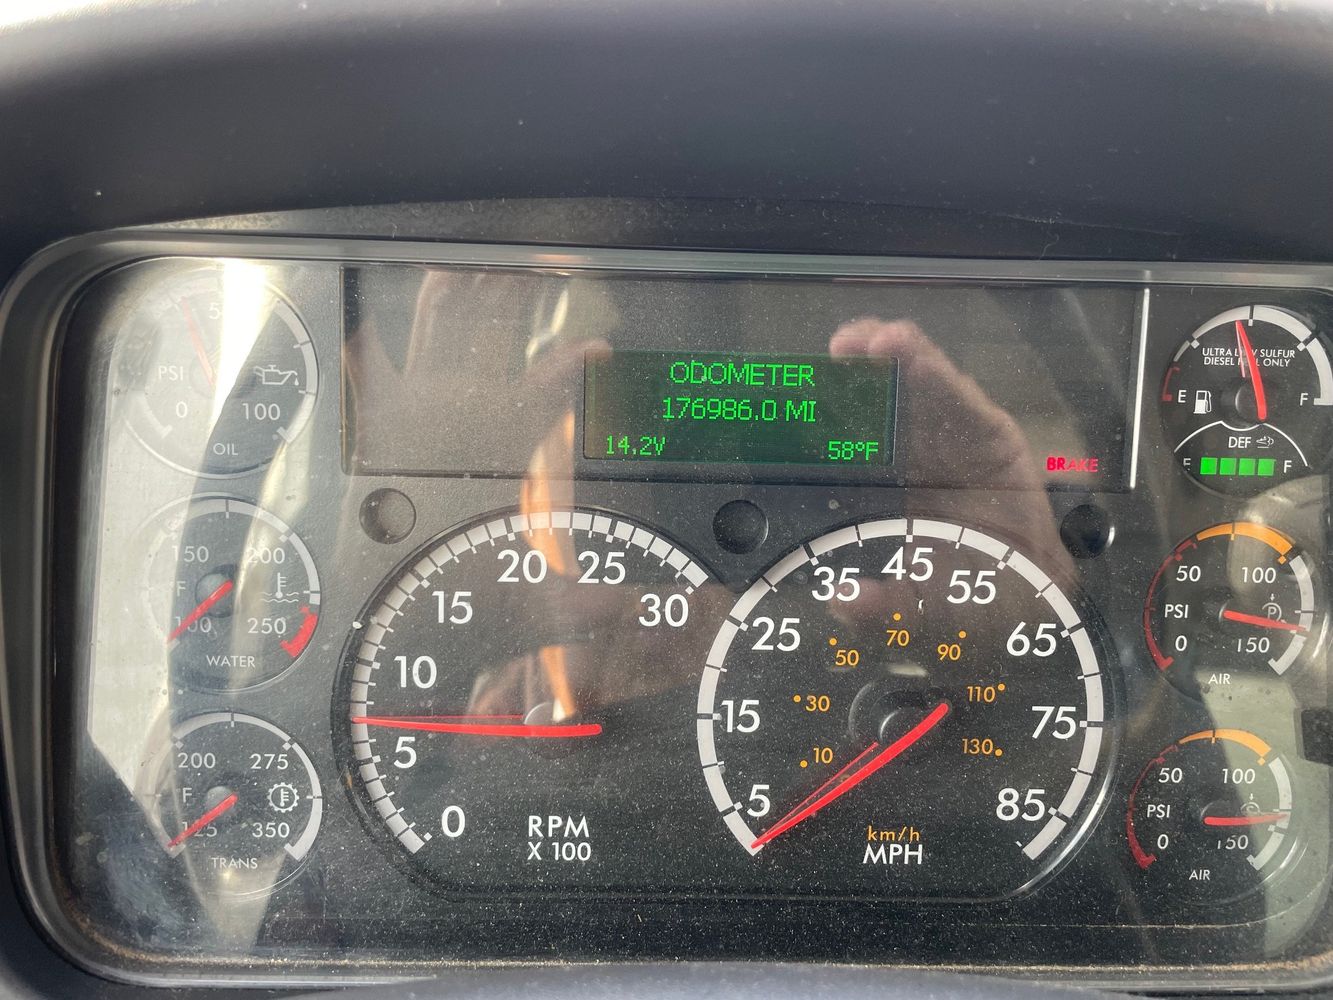 ODOMETER
176986.0 MI
14.2V
58°F
BRAKE
PSI
0
100
OIL
150
200
F
100
250
WATER
200
275
F
125
350
TRANS
0
5
10
15
20
25
30
RPM
X 100
5
15
25
35
45
55
65
75
85
10
30
50
70
90
110
130
km/h
MPH
ULTRA LOW SULFUR
DIESEL FUEL ONLY
E
F
DEF
E
F
50
100
PSI
P
0
150
AIR
50
100
PSI
0
150
AIR